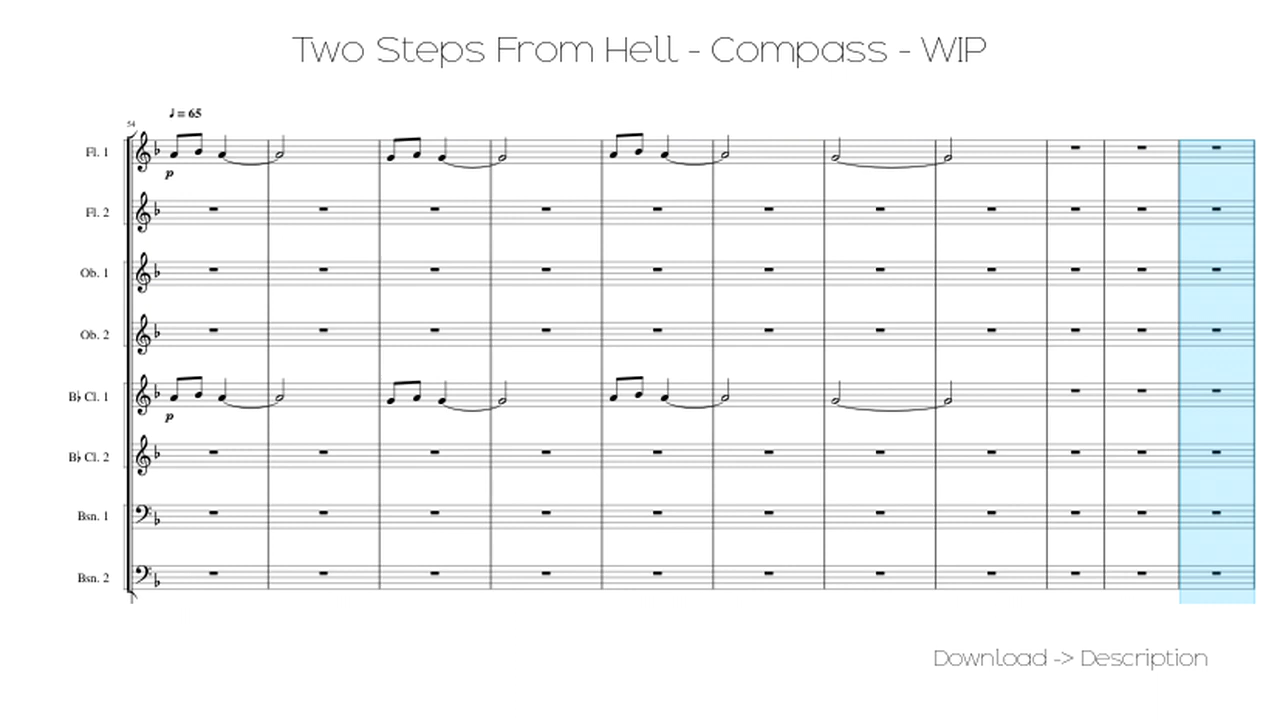 Two Steps From Hell - Compass - WIP
♩ = 65
54
Fl. 1
p
Fl. 2
Ob. 1
Ob. 2
B♭ Cl. 1
p
B♭ Cl. 2
Bsn. 1
Bsn. 2
Download -> Description